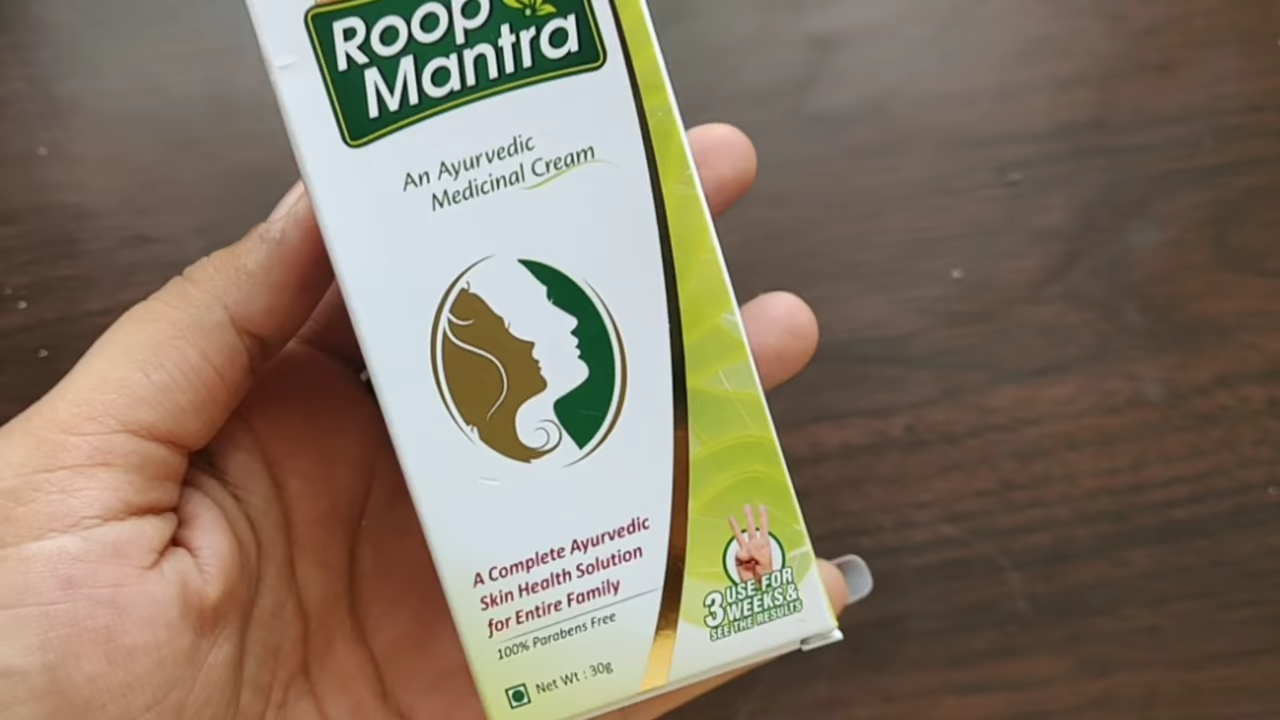 Roop
Mantra
An Ayurvedic
Medicinal Cream
A Complete Ayurvedic
Skin Health Solution
for Entire Family
100% Parabens Free
Net Wt : 30g
3 USE FOR
WEEKS &
SEE THE RESULTS